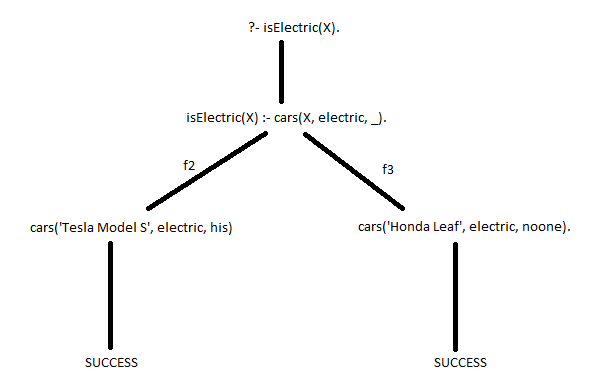 ?- isElectric(X).
isElectric(X) :- cars(X, electric, _).
f2
f3
cars('Tesla Model S', electric, his)
cars('Honda Leaf', electric, noone).
SUCCESS
SUCCESS